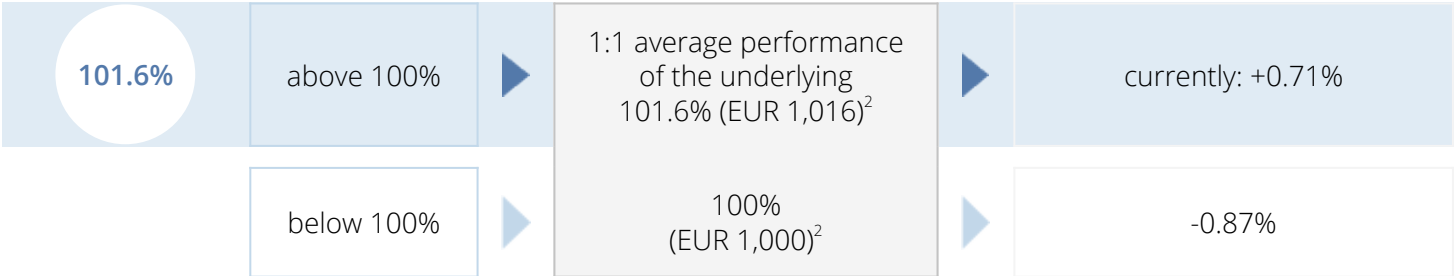 101.6%
above 100%
1:1 average performance
of the underlying
101.6% (EUR 1,016)²
currently: +0.71%
below 100%
100%
(EUR 1,000)²
-0.87%